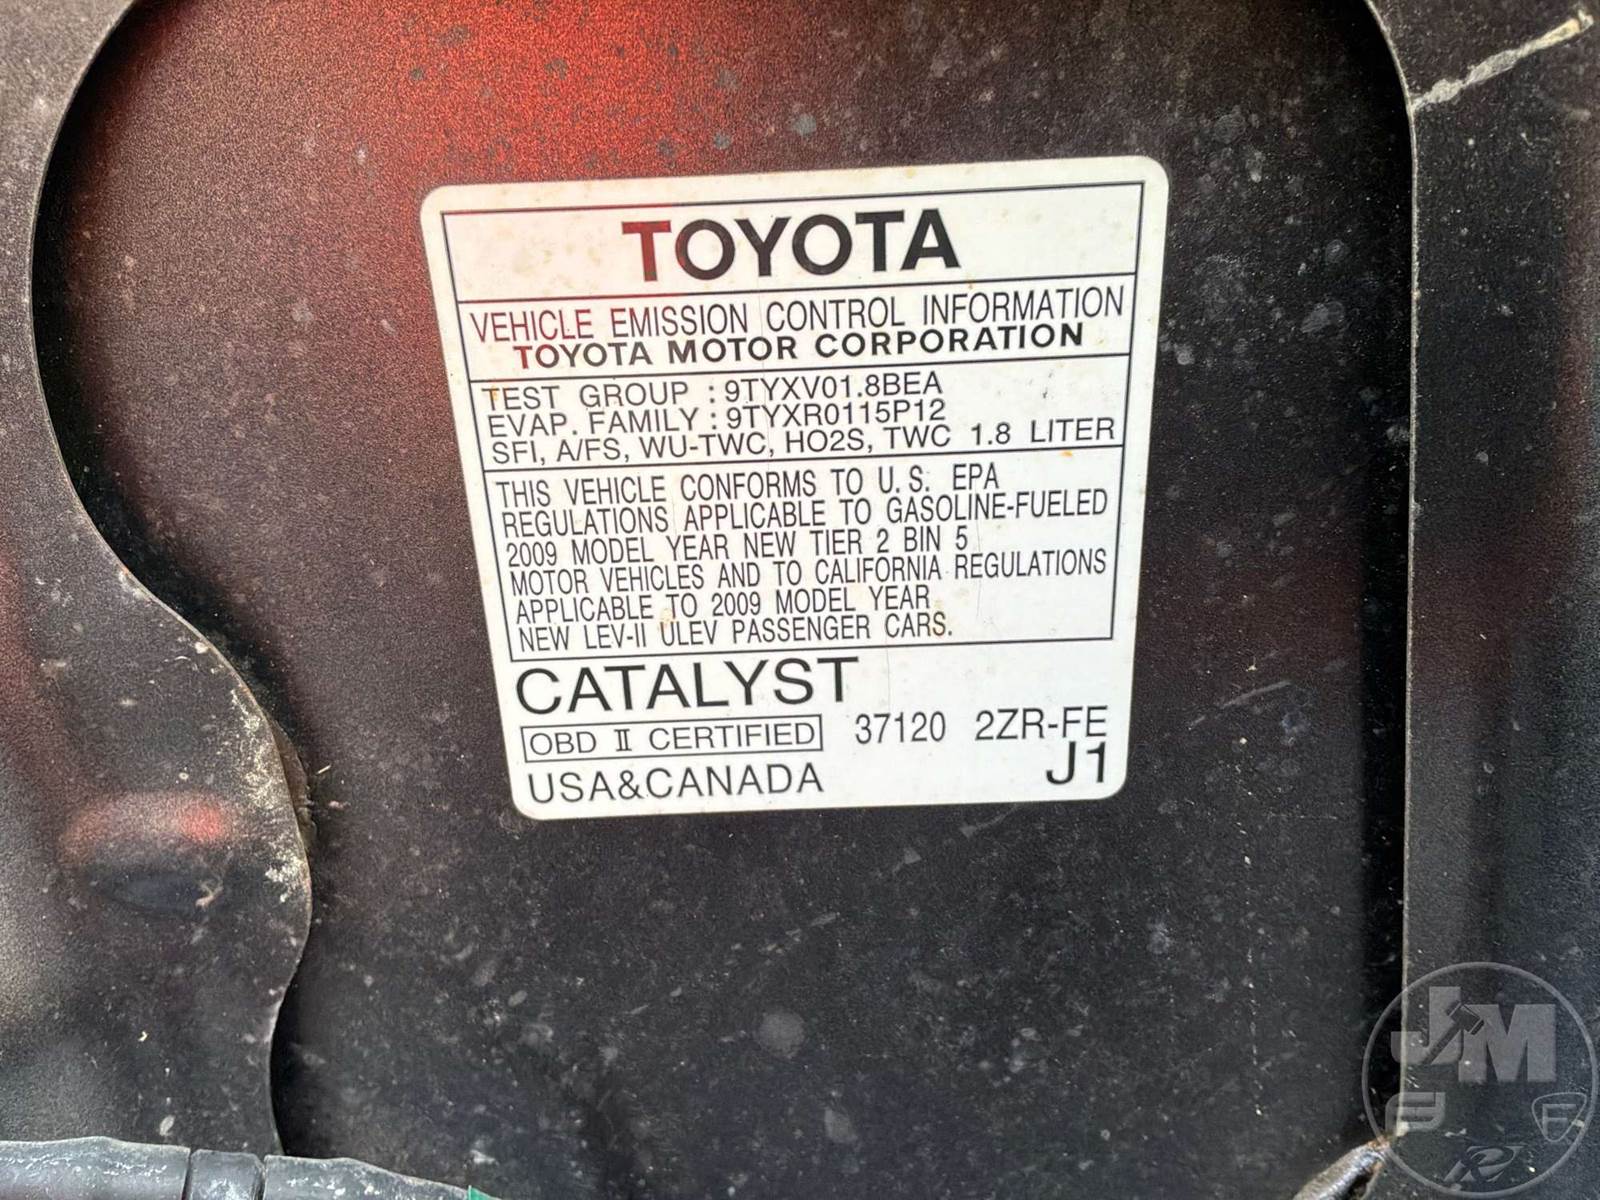 TOYOTA
VEHICLE EMISSION CONTROL INFORMATION
TOYOTA MOTOR CORPORATION
TEST GROUP : 9TYXV01.8BEA
EVAP. FAMILY : 9TYXR0115P12
SFI, A/FS, WU-TWC, HO2S, TWC 1.8 LITER
THIS VEHICLE CONFORMS TO U.S. EPA
REGULATIONS APPLICABLE TO GASOLINE-FUELED
2009 MODEL YEAR NEW TIER 2 BIN 5
MOTOR VEHICLES AND TO CALIFORNIA REGULATIONS
APPLICABLE TO 2009 MODEL YEAR
NEW LEV-II ULEV PASSENGER CARS.
CATALYST
OBD II CERTIFIED 37120 2ZR-FE
USA&CANADA J1
JM